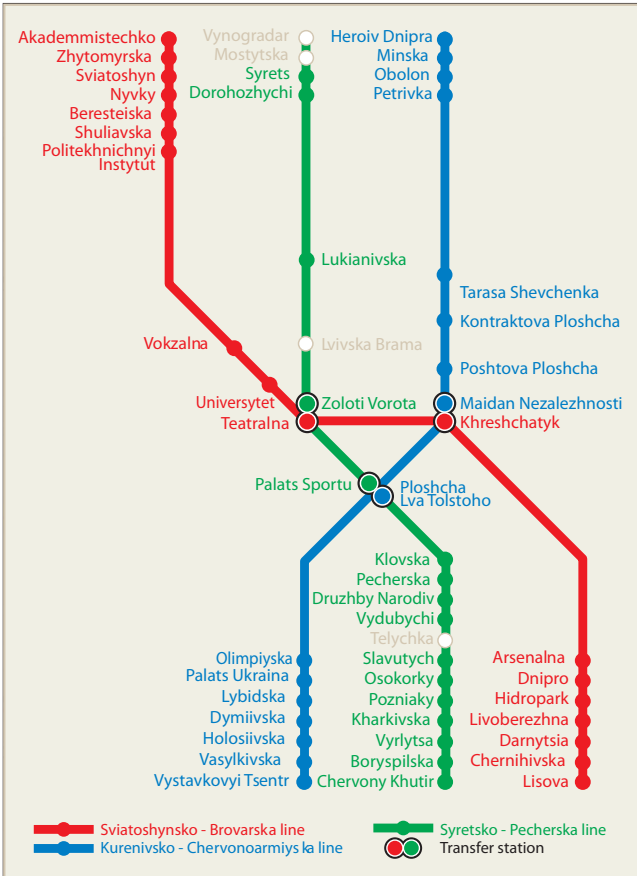 Akademmistechko
Zhytomyrska
Sviatoshyn
Nyvky
Beresteiska
Shuliavska
Politekhnichnyi
Instytut
Vynogradar
Mostytska
Syrets
Dorohozhychi
Heroiv Dnipra
Minska
Obolon
Petrivka
Lukianivska
Tarasa Shevchenka
Kontraktova Ploshcha
Vokzalna
Lvivska Brama
Poshtova Ploshcha
Universytet
Teatralna
Zoloti Vorota
Maidan Nezalezhnosti
Khreshchatyk
Palats Sportu
Ploshcha
Lva Tolstoho
Klovska
Pecherska
Druzhby Narodiv
Vydubychi
Telychka
Slavutych
Osokorky
Pozniaky
Kharkivska
Vyrlytsa
Boryspilska
Chervony Khutir
Olimpiyska
Palats Ukraina
Lybidska
Dymiivska
Holosiivska
Vasylkivska
Vystavkovyi Tsentr
Arsenalna
Dnipro
Hidropark
Livoberezhna
Darnytsia
Chernihivska
Lisova
Sviatoshynsko - Brovarska line
Kurenivsko - Chervonoarmiys ka line
Syretsko - Pecherska line
Transfer station